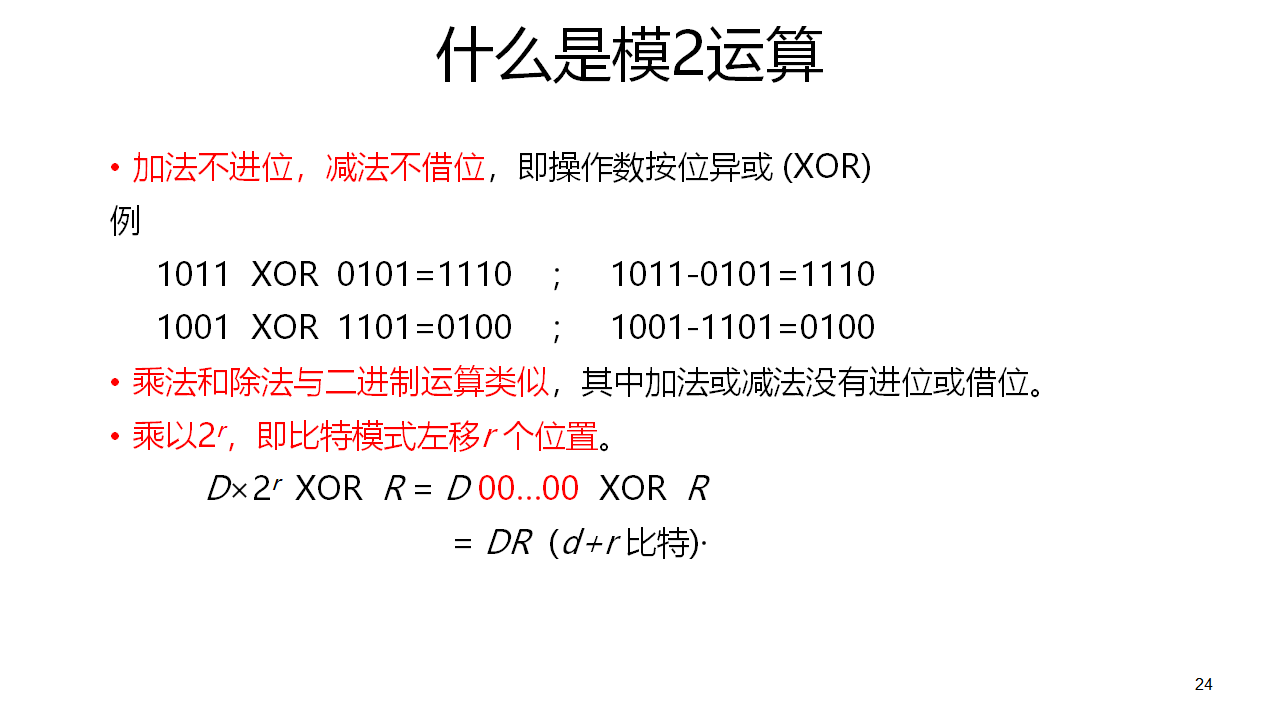 什么是模2运算
• 加法不进位，减法不借位，即操作数按位异或 (XOR)
例
1011 XOR 0101=1110 ； 1011-0101=1110
1001 XOR 1101=0100 ； 1001-1101=0100
• 乘法和除法与二进制运算类似，其中加法或减法没有进位或借位。
• 乘以2ʳ，即比特模式左移r 个位置。
D×2ʳ XOR R = D 00…00 XOR R
= DR (d+r 比特)·
24